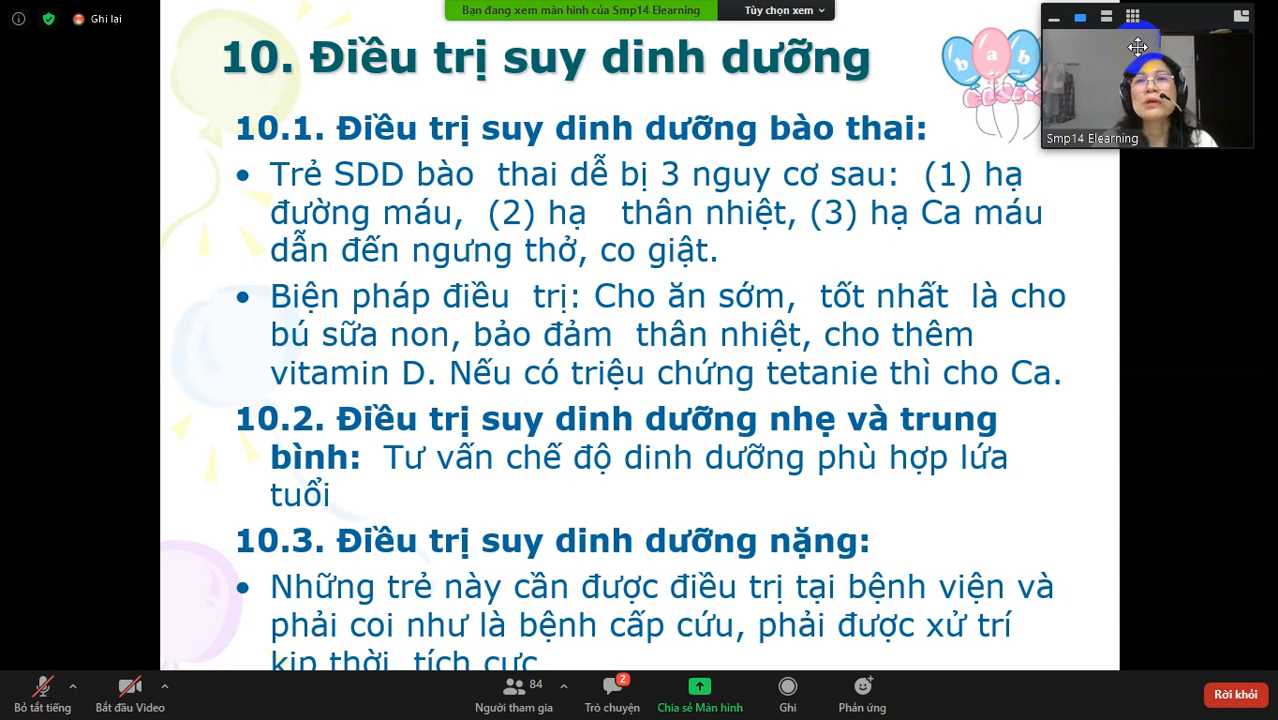 Ghi lại
Bạn đang xem màn hình của Smp14 Elearning
Tùy chọn xem
10. Điều trị suy dinh dưỡng
b a b
Smp14 Elearning
10.1. Điều trị suy dinh dưỡng bào thai:
• Trẻ SDD bào thai dễ bị 3 nguy cơ sau: (1) hạ
đường máu, (2) hạ thân nhiệt, (3) hạ Ca máu
dẫn đến ngưng thở, co giật.
• Biện pháp điều trị: Cho ăn sớm, tốt nhất là cho
bú sữa non, bảo đảm thân nhiệt, cho thêm
vitamin D. Nếu có triệu chứng tetanie thì cho Ca.
10.2. Điều trị suy dinh dưỡng nhẹ và trung
bình: Tư vấn chế độ dinh dưỡng phù hợp lứa
tuổi
10.3. Điều trị suy dinh dưỡng nặng:
• Những trẻ này cần được điều trị tại bệnh viện và
phải coi như là bệnh cấp cứu, phải được xử trí
kịp thời, tích cực
Bỏ tắt tiếng
Bắt đầu Video
84
Người tham gia
2
Trò chuyện
Chia sẻ Màn hình
Ghi
Phản ứng
Rời khỏi